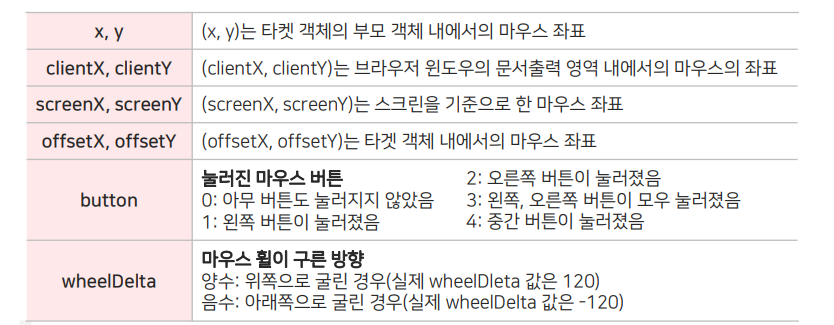 x, y (x, y)는 타켓 객체의 부모 객체 내에서의 마우스 좌표
clientX, clientY (clientX, clientY)는 브라우저 윈도우의 문서출력 영역 내에서의 마우스의 좌표
screenX, screenY (screenX, screenY)는 스크린을 기준으로 한 마우스 좌표
offsetX, offsetY (offsetX, offsetY)는 타겟 객체 내에서의 마우스 좌표
button
눌러진 마우스 버튼
0: 아무 버튼도 눌러지지 않았음
1: 왼쪽 버튼이 눌러졌음
2: 오른쪽 버튼이 눌러졌음
3: 왼쪽, 오른쪽 버튼이 모우 눌러졌음
4: 중간 버튼이 눌러졌음
wheelDelta
마우스 휠이 구른 방향
양수: 위쪽으로 굴린 경우(실제 wheelDleta 값은 120)
음수: 아래쪽으로 굴린 경우(실제 wheelDelta 값은 -120)